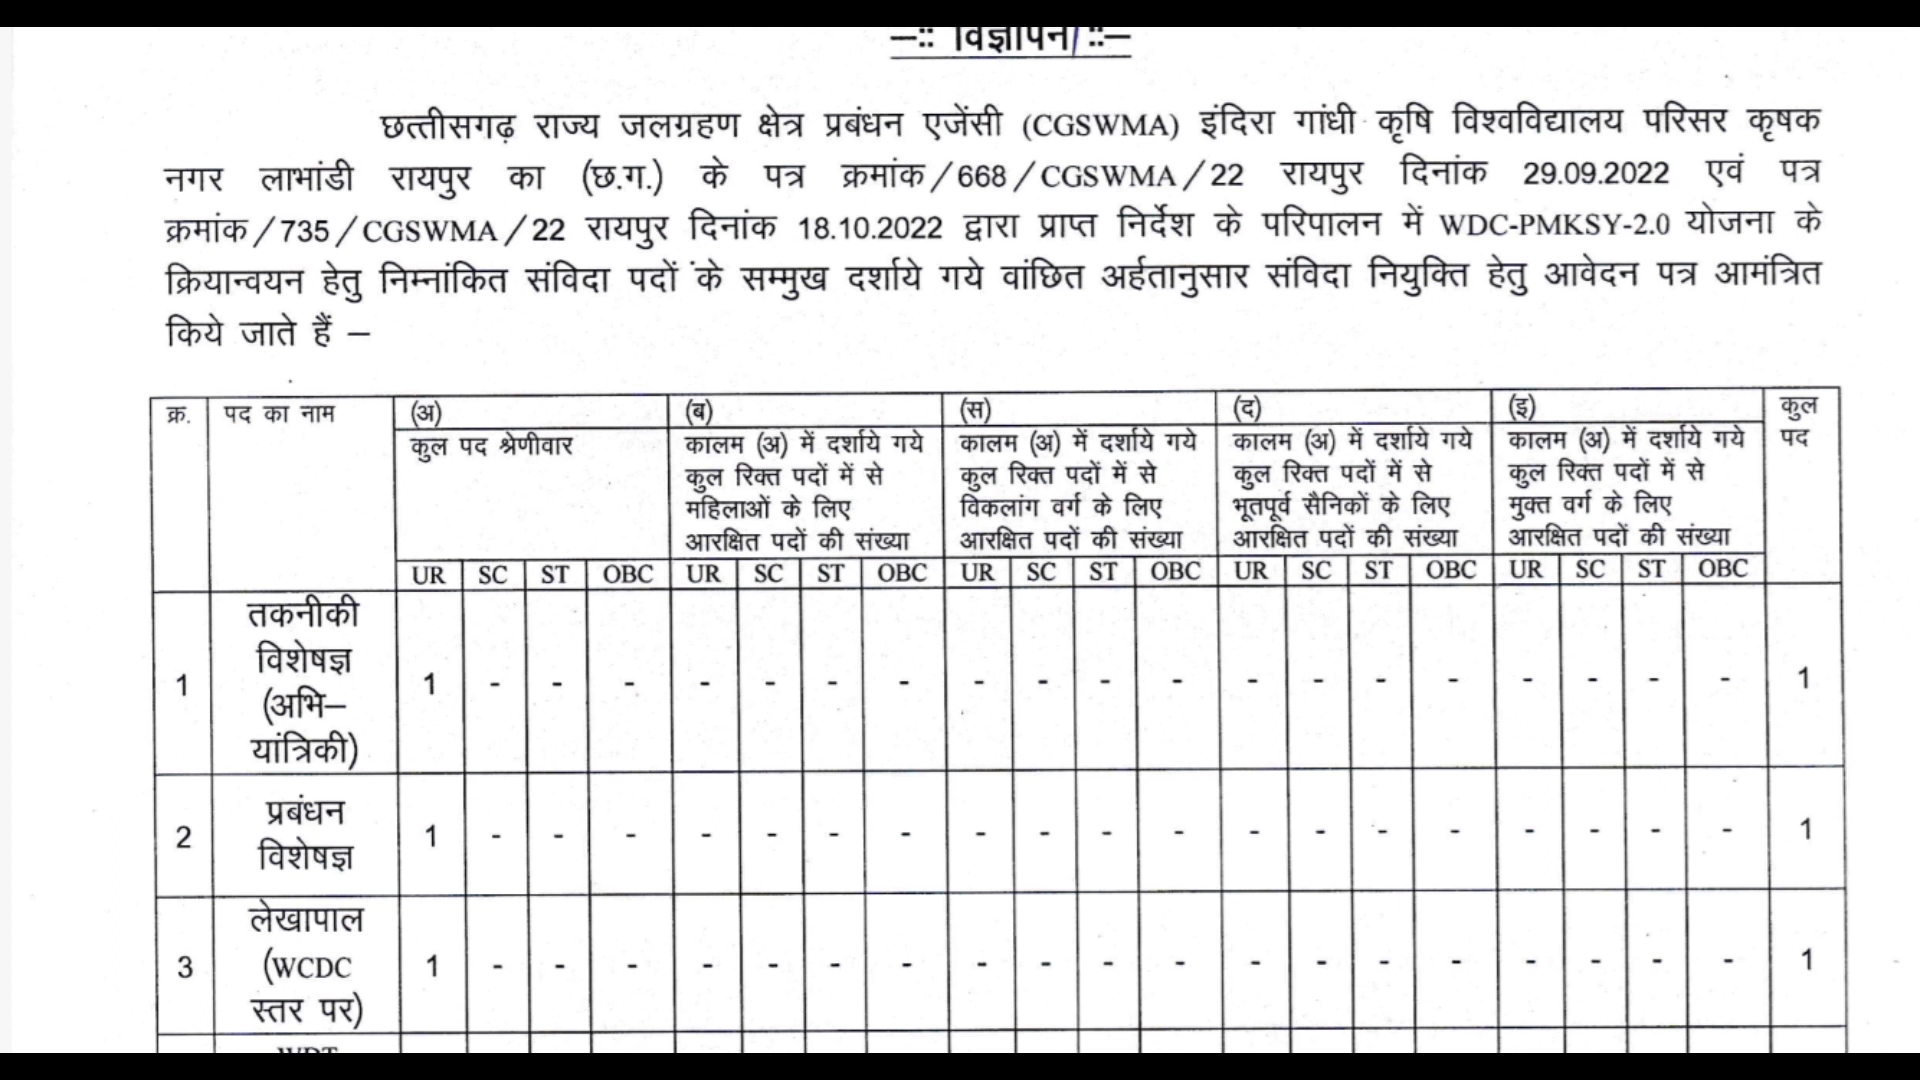 —:: विज्ञापन ::—
छत्तीसगढ़ राज्य जलग्रहण क्षेत्र प्रबंधन एजेंसी (CGSWMA) इंदिरा गांधी कृषि विश्वविद्यालय परिसर कृषक
नगर लाभांडी रायपुर का (छ.ग.) के पत्र क्रमांक/668/CGSWMA/22 रायपुर दिनांक 29.09.2022 एवं पत्र
क्रमांक/735/CGSWMA/22 रायपुर दिनांक 18.10.2022 द्वारा प्राप्त निर्देश के परिपालन में WDC-PMKSY-2.0 योजना के
क्रियान्वयन हेतु निम्नांकित संविदा पदों के सम्मुख दर्शाये गये वांछित अर्हतानुसार संविदा नियुक्ति हेतु आवेदन पत्र आमंत्रित
किये जाते हैं —
क्र. पद का नाम (अ) (ब) (स) (द) (इ) कुल पद
कुल पद श्रेणीवार
कालम (अ) में दर्शाये गये
कुल रिक्त पदों में से
महिलाओं के लिए
आरक्षित पदों की संख्या
कालम (अ) में दर्शाये गये
कुल रिक्त पदों में से
विकलांग वर्ग के लिए
आरक्षित पदों की संख्या
कालम (अ) में दर्शाये गये
कुल रिक्त पदों में से
भूतपूर्व सैनिकों के लिए
आरक्षित पदों की संख्या
कालम (अ) में दर्शाये गये
कुल रिक्त पदों में से
मुक्त वर्ग के लिए
आरक्षित पदों की संख्या
UR SC ST OBC UR SC ST OBC UR SC ST OBC UR SC ST OBC UR SC ST OBC
तकनीकी
विशेषज्ञ
(अभि—
यांत्रिकी)
1 1 - - - - - - - - - - - - - - - - - - - 1
प्रबंधन
विशेषज्ञ
2 1 - - - - - - - - - - - - - - - - - - - 1
लेखापाल
(WCDC
स्तर पर)
3 1 - - - - - - - - - - - - - - - - - - - 1